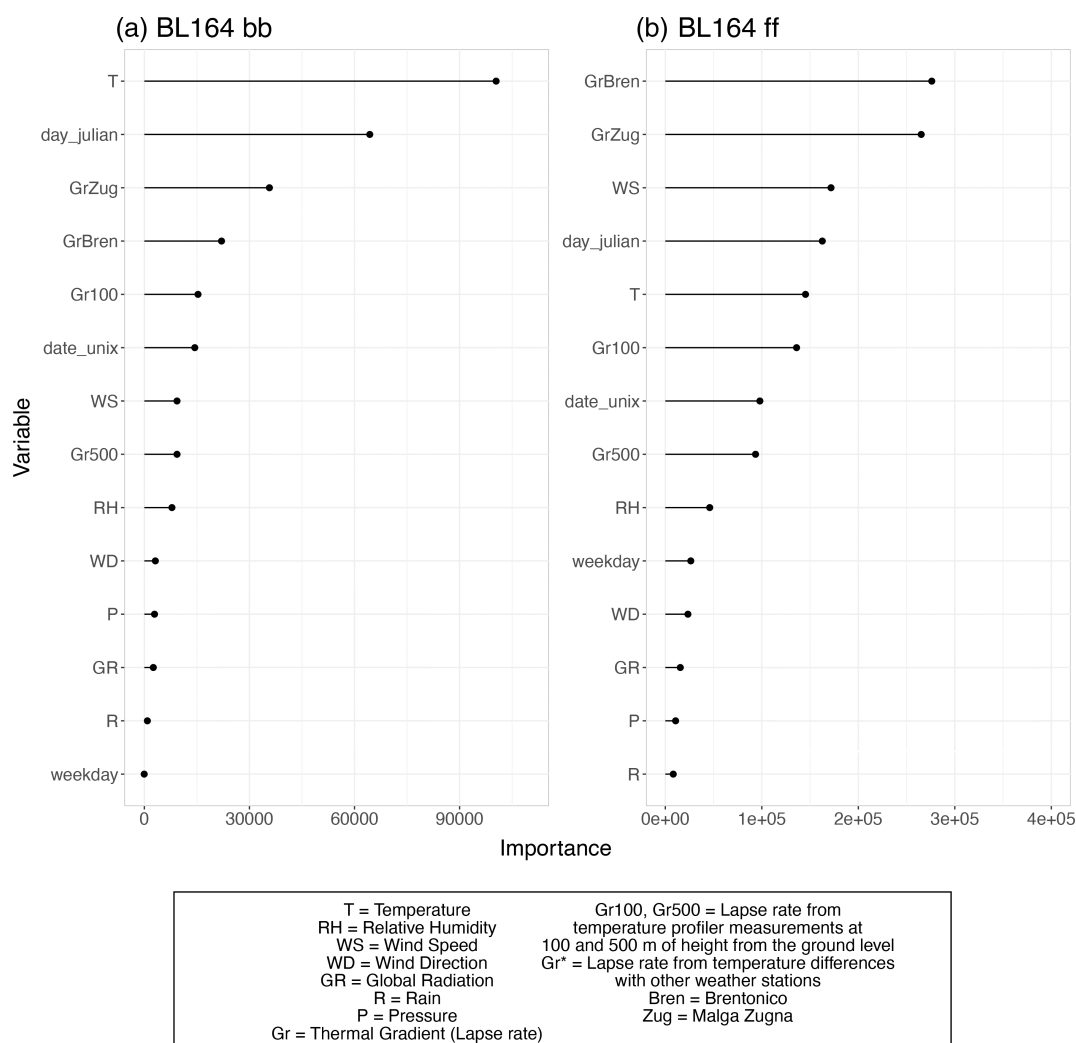 (a) BL164 bb
T
day_julian
GrZug
GrBren
Gr100
date_unix
WS
Gr500
RH
WD
P
GR
R
weekday
0 30000 60000 90000
(b) BL164 ff
GrBren
GrZug
WS
day_julian
T
Gr100
date_unix
Gr500
RH
weekday
WD
GR
P
R
0e+00 1e+05 2e+05 3e+05 4e+05
Variable
Importance
T = Temperature
RH = Relative Humidity
WS = Wind Speed
WD = Wind Direction
GR = Global Radiation
R = Rain
P = Pressure
Gr = Thermal Gradient (Lapse rate)
Gr100, Gr500 = Lapse rate from
temperature profiler measurements at
100 and 500 m of height from the ground level
Gr* = Lapse rate from temperature differences
with other weather stations
Bren = Brentonico
Zug = Malga Zugna